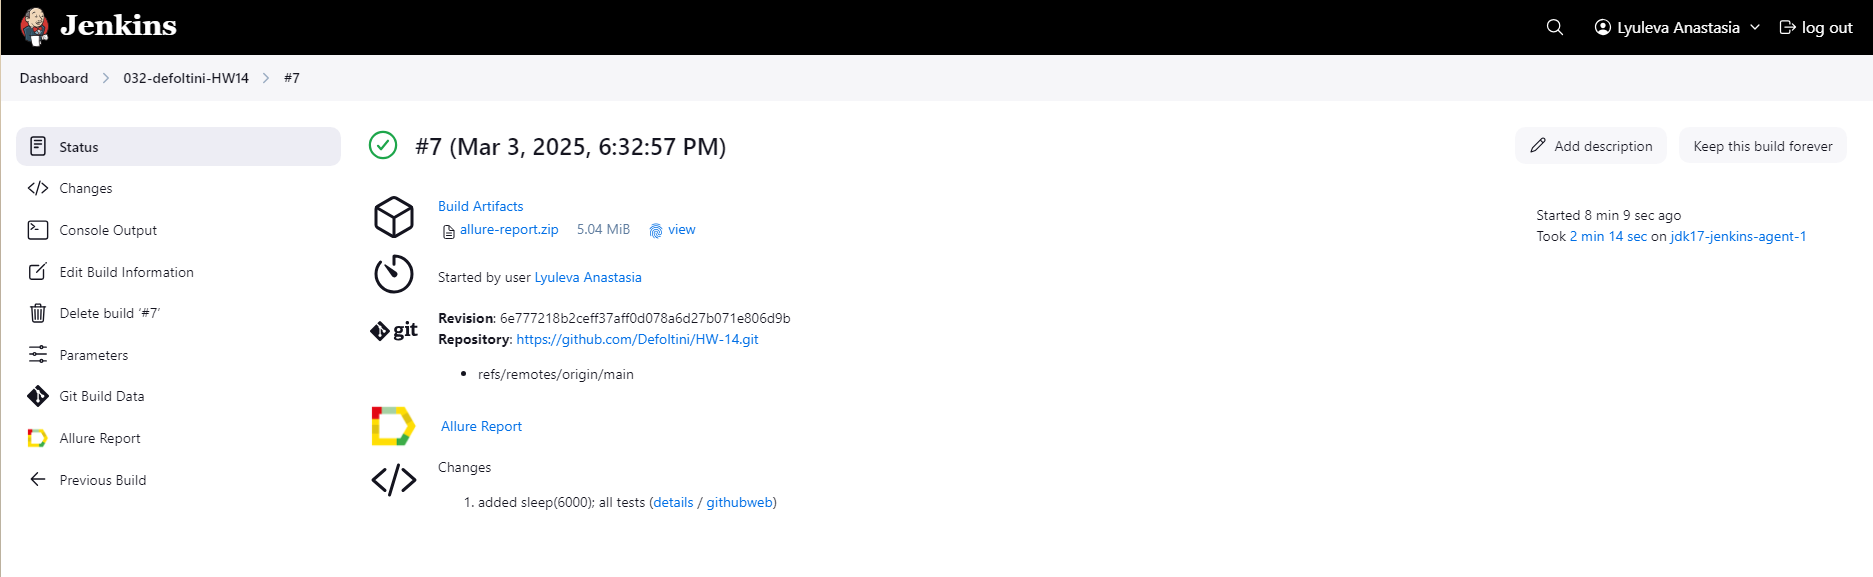 Jenkins
Lyuleva Anastasia
log out
Dashboard
032-defoltini-HW14
#7
Status
Changes
Console Output
Edit Build Information
Delete build ‘#7’
Parameters
Git Build Data
Allure Report
Previous Build
#7 (Mar 3, 2025, 6:32:57 PM)
Add description
Keep this build forever
Build Artifacts
allure-report.zip 5.04 MiB view
Started 8 min 9 sec ago
Took 2 min 14 sec on jdk17-jenkins-agent-1
Started by user Lyuleva Anastasia
git
Revision: 6e777218b2ceff37aff0d078a6d27b071e806d9b
Repository: https://github.com/Defoltini/HW-14.git
refs/remotes/origin/main
Allure Report
Changes
1. added sleep(6000); all tests (details / githubweb)